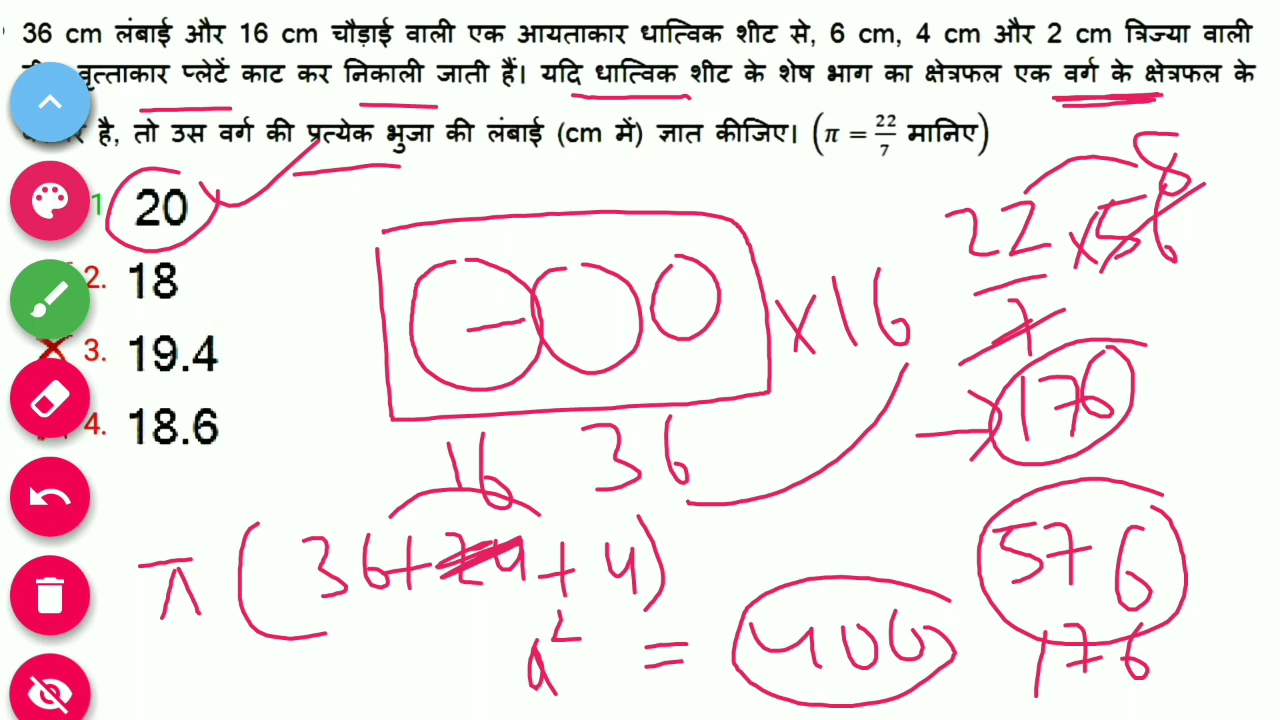 36 cm लंबाई और 16 cm चौड़ाई वाली एक आयताकार धात्विक शीट से, 6 cm, 4 cm और 2 cm त्रिज्या वाली
वृत्ताकार प्लेटें काट कर निकाली जाती हैं। यदि धात्विक शीट के शेष भाग का क्षेत्रफल एक वर्ग के क्षेत्रफल के
है, तो उस वर्ग की प्रत्येक भुजा की लंबाई (cm में) ज्ञात कीजिए। (π = 22/7 मानिए)
1 20
2. 18
3. 19.4
4. 18.6
36 × 16
π (36 + 16 + 4)
22/7 × 56 8
176
576
176
a² = 400